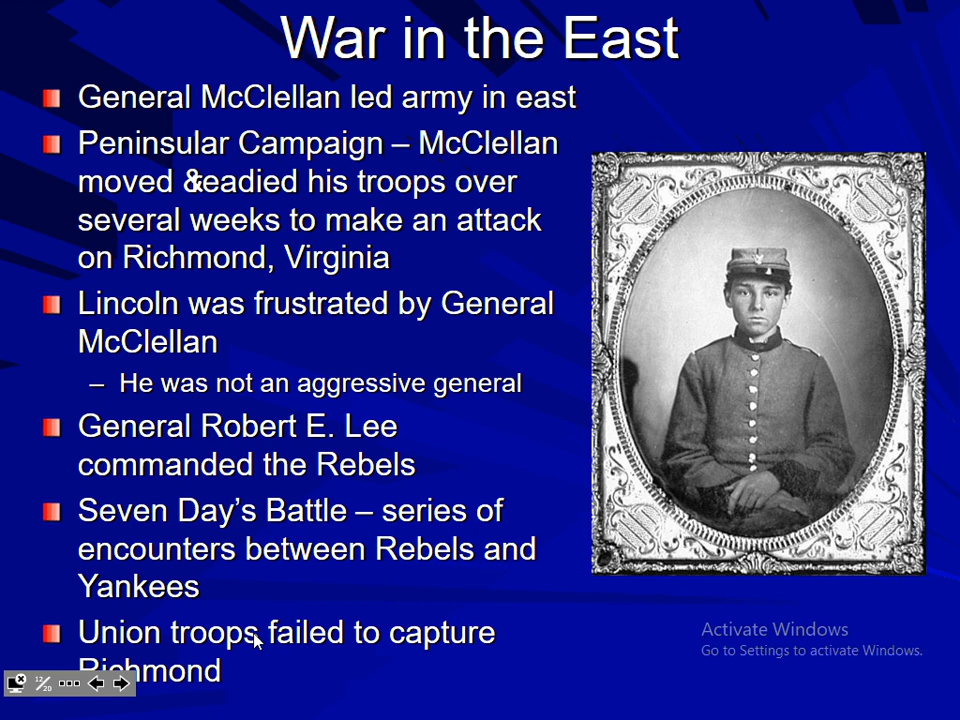 War in the East
General McClellan led army in east
Peninsular Campaign – McClellan
moved & readied his troops over
several weeks to make an attack
on Richmond, Virginia
Lincoln was frustrated by General
McClellan
– He was not an aggressive general
General Robert E. Lee
commanded the Rebels
Seven Day’s Battle – series of
encounters between Rebels and
Yankees
Union troops failed to capture
Richmond
Activate Windows
Go to Settings to activate Windows.
12/20